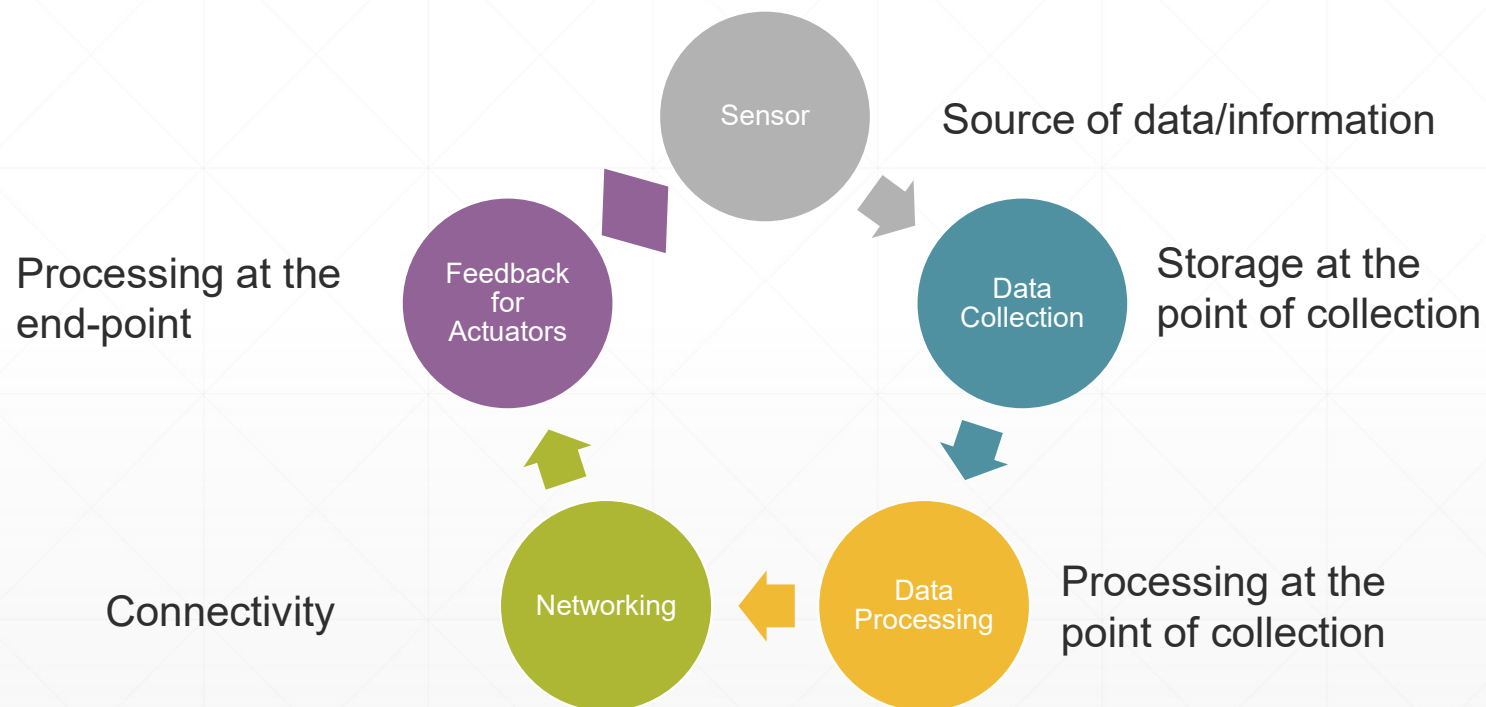 Sensor
Source of data/information
Data
Collection
Storage at the
point of collection
Data
Processing
Processing at the
point of collection
Networking
Connectivity
Feedback
for
Actuators
Processing at the
end-point